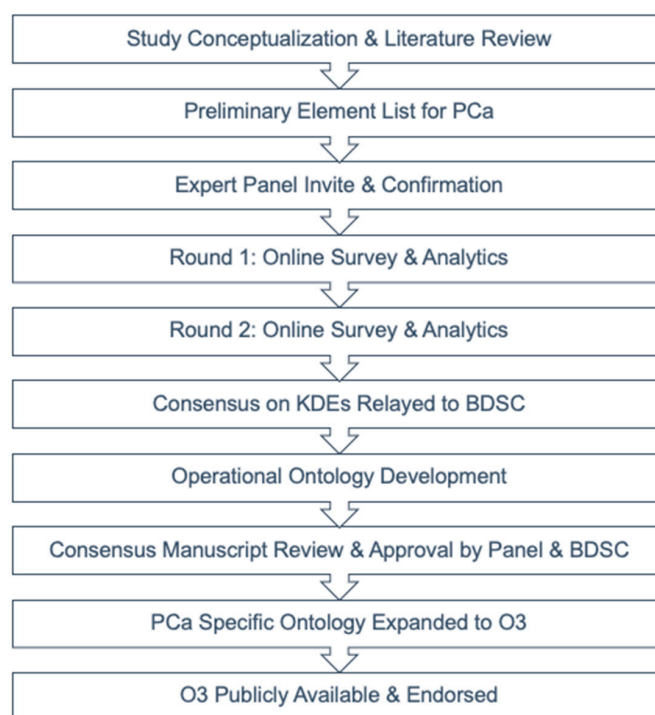 Study Conceptualization & Literature Review
Preliminary Element List for PCa
Expert Panel Invite & Confirmation
Round 1: Online Survey & Analytics
Round 2: Online Survey & Analytics
Consensus on KDEs Relayed to BDSC
Operational Ontology Development
Consensus Manuscript Review & Approval by Panel & BDSC
PCa Specific Ontology Expanded to O3
O3 Publicly Available & Endorsed